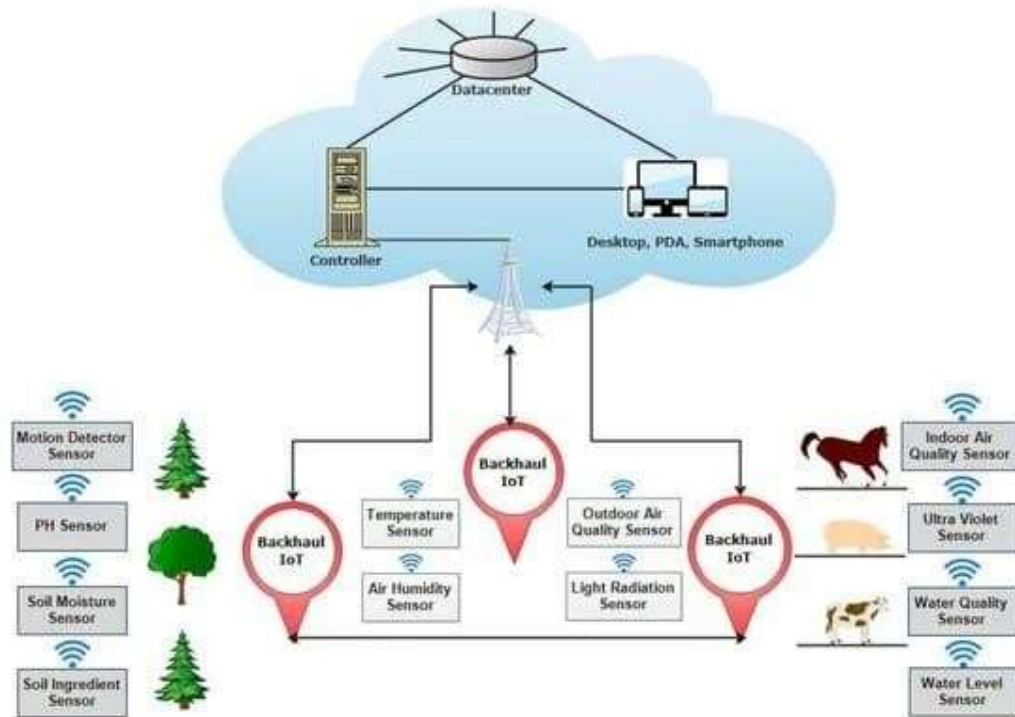 Datacenter
Controller
Desktop, PDA, Smartphone
Motion Detector
Sensor
PH Sensor
Soil Moisture
Sensor
Soil Ingredient
Sensor
Backhaul
IoT
Temperature
Sensor
Air Humidity
Sensor
Backhaul
IoT
Outdoor Air
Quality Sensor
Light Radiation
Sensor
Backhaul
IoT
Indoor Air
Quality Sensor
Ultra Violet
Sensor
Water Quality
Sensor
Water Level
Sensor